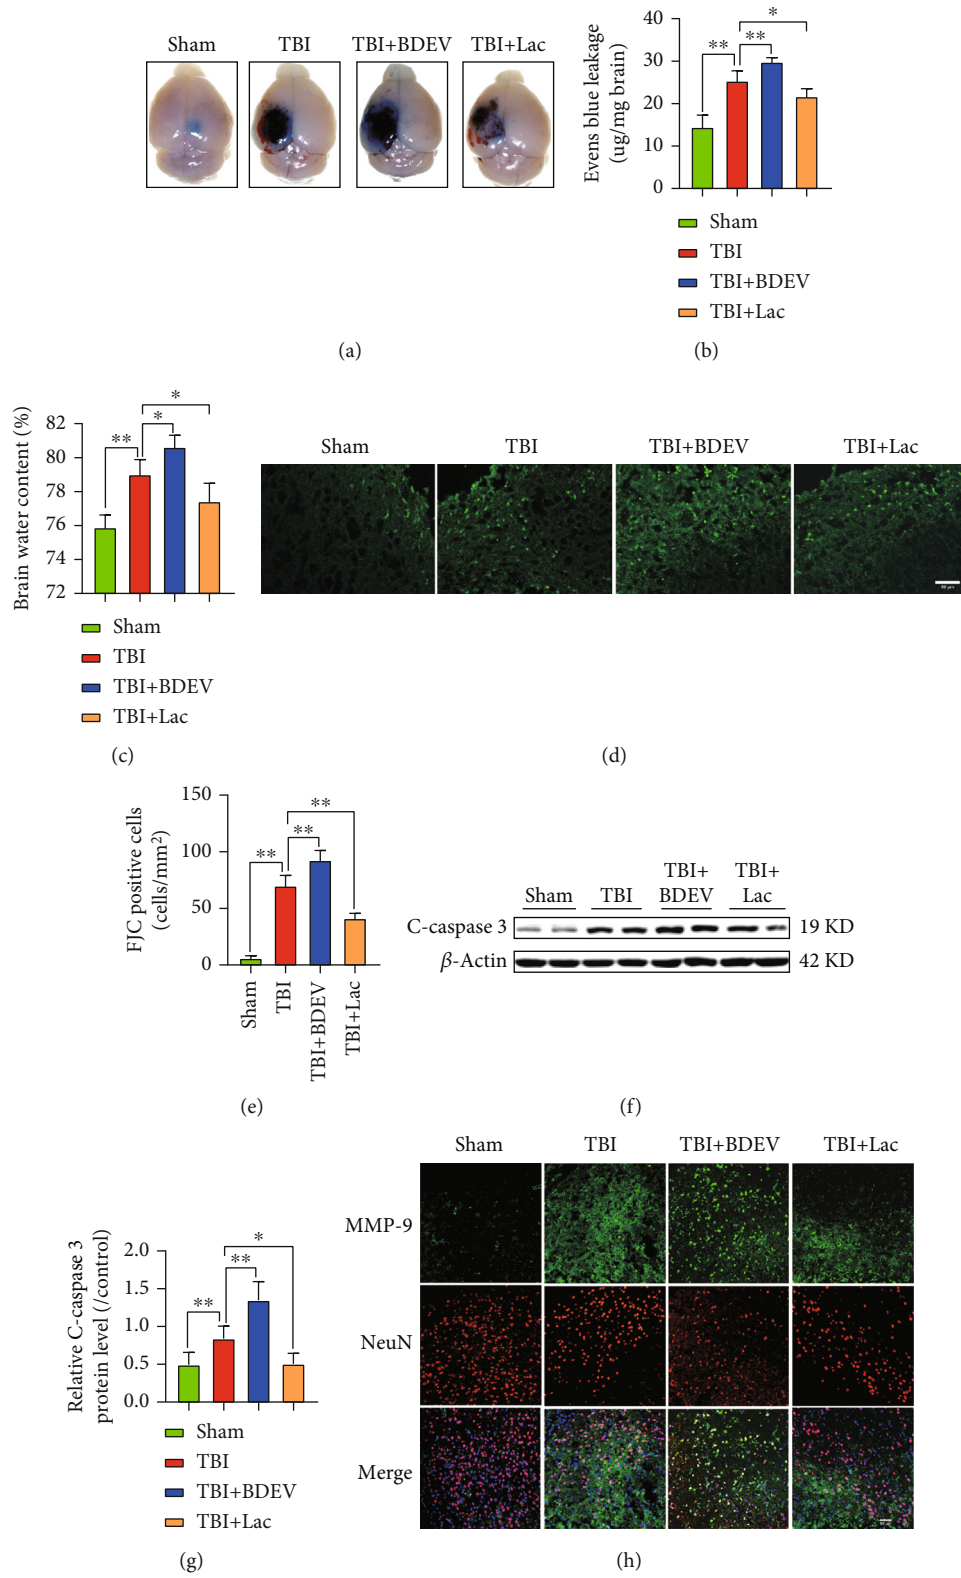 Sham TBI TBI+BDEV TBI+Lac
(a)
Evens blue leakage
(ug/mg brain)
40
30
20
10
0
** ** *
Sham
TBI
TBI+BDEV
TBI+Lac
(b)
Brain water content (%)
82
80
78
76
74
72
** * *
Sham
TBI
TBI+BDEV
TBI+Lac
(c)
Sham TBI TBI+BDEV TBI+Lac
(d)
FJC positive cells
(cells/mm²)
150
100
50
0
** ** **
Sham
TBI
TBI+BDEV
TBI+Lac
(e)
Sham TBI TBI+ BDEV TBI+ Lac
C-caspase 3 19 KD
β-Actin 42 KD
(f)
Relative C-caspase 3
protein level (/control)
2.0
1.5
1.0
0.5
0.0
** ** *
Sham
TBI
TBI+BDEV
TBI+Lac
(g)
Sham TBI TBI+BDEV TBI+Lac
MMP-9
NeuN
Merge
(h)